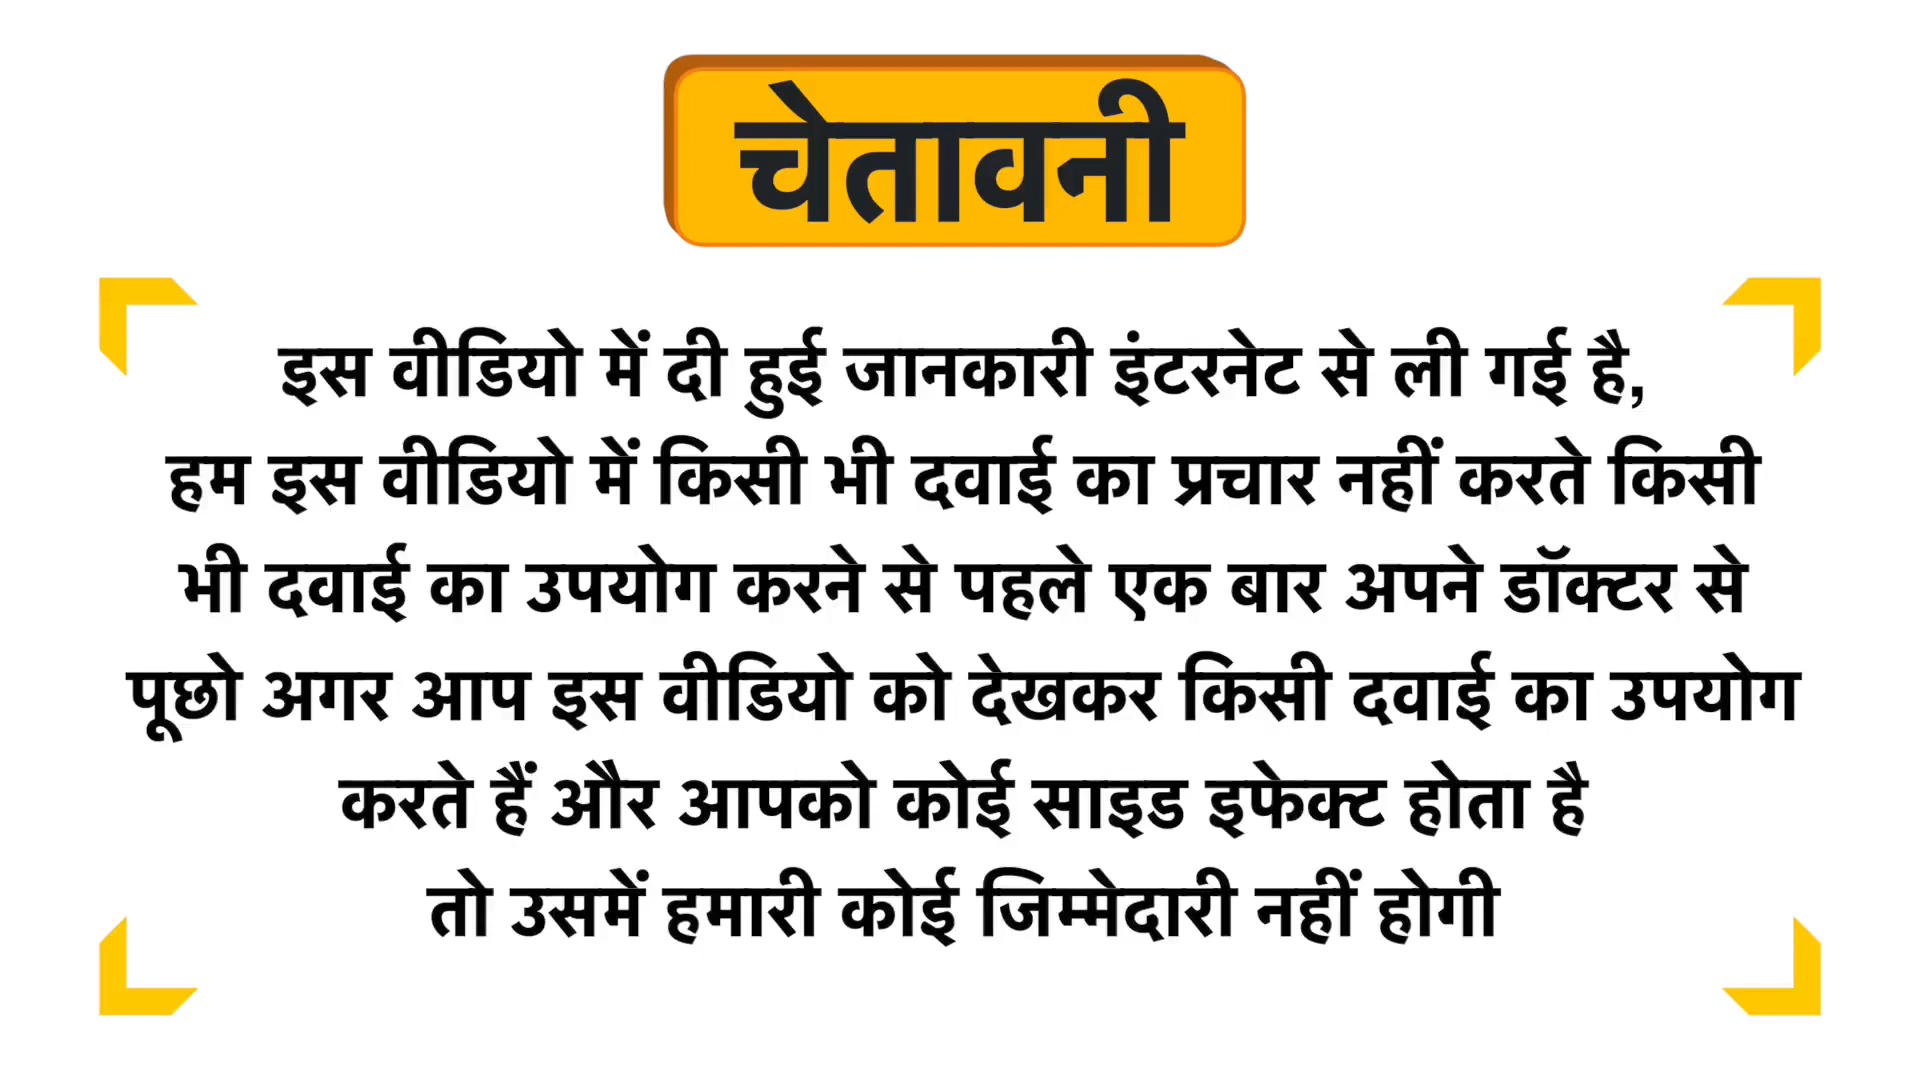 चेतावनी
इस वीडियो में दी हुई जानकारी इंटरनेट से ली गई है,
हम इस वीडियो में किसी भी दवाई का प्रचार नहीं करते किसी
भी दवाई का उपयोग करने से पहले एक बार अपने डॉक्टर से
पूछो अगर आप इस वीडियो को देखकर किसी दवाई का उपयोग
करते हैं और आपको कोई साइड इफेक्ट होता है
तो उसमें हमारी कोई जिम्मेदारी नहीं होगी